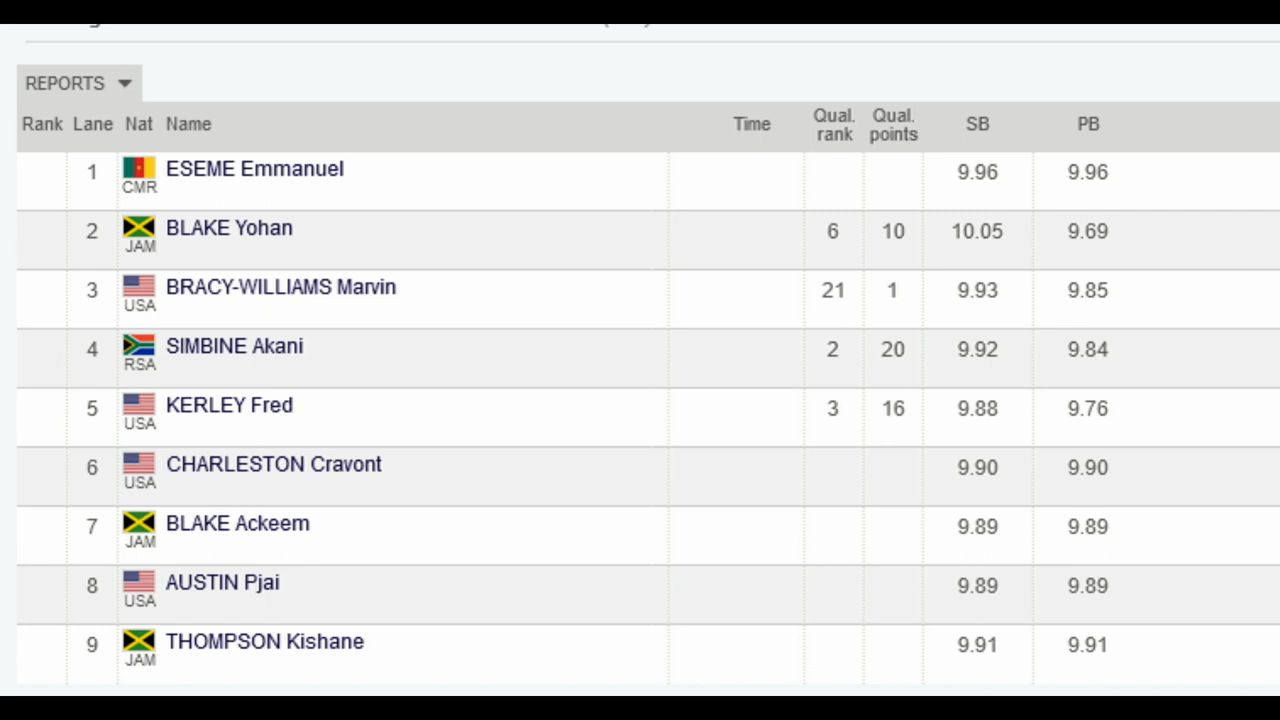 REPORTS
Rank Lane Nat Name Time Qual. rank Qual. points SB PB
1 CMR ESEME Emmanuel 9.96 9.96
2 JAM BLAKE Yohan 6 10 10.05 9.69
3 USA BRACY-WILLIAMS Marvin 21 1 9.93 9.85
4 RSA SIMBINE Akani 2 20 9.92 9.84
5 USA KERLEY Fred 3 16 9.88 9.76
6 USA CHARLESTON Cravont 9.90 9.90
7 JAM BLAKE Ackeem 9.89 9.89
8 USA AUSTIN Pjai 9.89 9.89
9 JAM THOMPSON Kishane 9.91 9.91